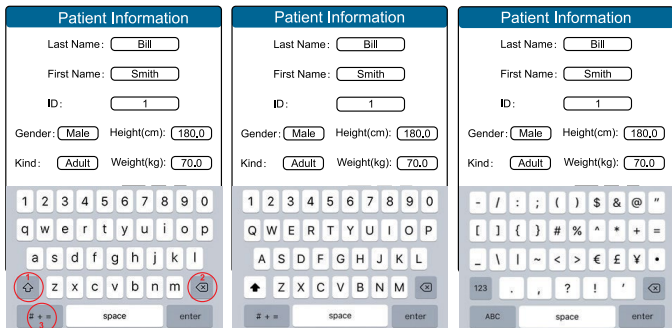 Patient Information
Last Name: Bill
First Name: Smith
ID: 1
Gender: Male Height(cm): 180.0
Kind: Adult Weight(kg): 70.0
1 2 3 4 5 6 7 8 9 0
q w e r t y u i o p
a s d f g h j k l
1 z x c v b n m 2
# + = space enter
3
Patient Information
Last Name: Bill
First Name: Smith
ID: 1
Gender: Male Height(cm): 180.0
Kind: Adult Weight(kg): 70.0
1 2 3 4 5 6 7 8 9 0
Q W E R T Y U I O P
A S D F G H J K L
Z X C V B N M
# + = space enter
Patient Information
Last Name: Bill
First Name: Smith
ID: 1
Gender: Male Height(cm): 180.0
Kind: Adult Weight(kg): 70.0
- / : ; ( ) $ & @ "
[ ] { } # % ^ * + =
_ \ | ~ < > € £ ¥ •
123 . , ? ! '
ABC space enter